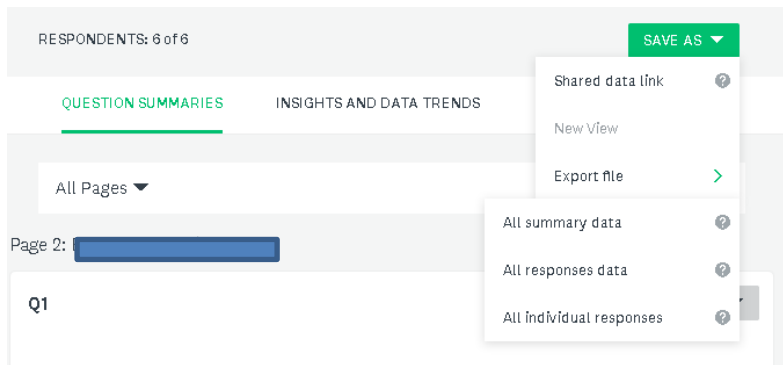 RESPONDENTS: 6 of 6
SAVE AS
Shared data link
QUESTION SUMMARIES
INSIGHTS AND DATA TRENDS
New View
Export file
All Pages
All summary data
Page 2:
All responses data
Q1
All individual responses